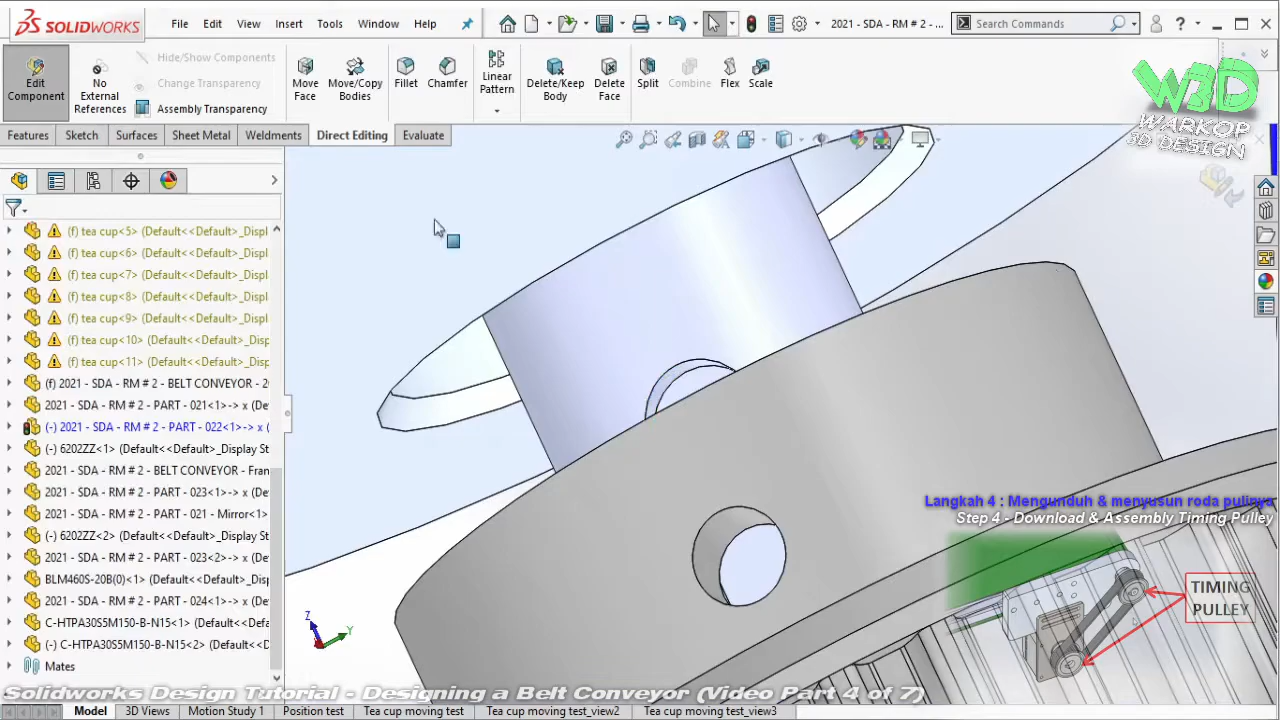 SOLIDWORKS
File Edit View Insert Tools Window Help
2021 - SDA - RM # 2 - ...
Search Commands
Edit Component
No External References
Hide/Show Components
Change Transparency
Assembly Transparency
Move Face
Move/Copy Bodies
Fillet
Chamfer
Linear Pattern
Delete/Keep Body
Delete Face
Split
Combine
Flex
Scale
W3D
WARKOP
3D DESIGN
Features Sketch Surfaces Sheet Metal Weldments Direct Editing Evaluate
(f) tea cup<5> (Default<<Default>_Displ
(f) tea cup<6> (Default<<Default>_Displ
(f) tea cup<7> (Default<<Default>_Displ
(f) tea cup<8> (Default<<Default>_Displ
(f) tea cup<9> (Default<<Default>_Displ
(f) tea cup<10> (Default<<Default>_Disp
(f) tea cup<11> (Default<<Default>_Disp
(f) 2021 - SDA - RM # 2 - BELT CONVEYOR - 20
2021 - SDA - RM # 2 - PART - 021<1>-> x (De
(-) 2021 - SDA - RM # 2 - PART - 022<1>-> x (
(-) 6202ZZ<1> (Default<<Default>_Display St
2021 - SDA - RM # 2 - BELT CONVEYOR - Fran
2021 - SDA - RM # 2 - PART - 023<1>-> x (De
2021 - SDA - RM # 2 - PART - 021 - Mirror<1>
(-) 6202ZZ<2> (Default<<Default>_Display St
2021 - SDA - RM # 2 - PART - 023<2>-> x (De
BLM460S-20B(0)<1> (Default<<Default>_Disp
2021 - SDA - RM # 2 - PART - 024<1>-> x (De
C-HTPA30S5M150-B-N15<1> (Default<<Defa
(-) C-HTPA30S5M150-B-N15<2> (Default<<D
Mates
Z
Y
Langkah 4 : Mengunduh & menyusun roda pulinya
Step 4 - Download & Assembly Timing Pulley
TIMING
PULLEY
Solidworks Design Tutorial - Designing a Belt Conveyor (Video Part 4 of 7)
Model 3D Views Motion Study 1 Position test Tea cup moving test Tea cup moving test_view2 Tea cup moving test_view3